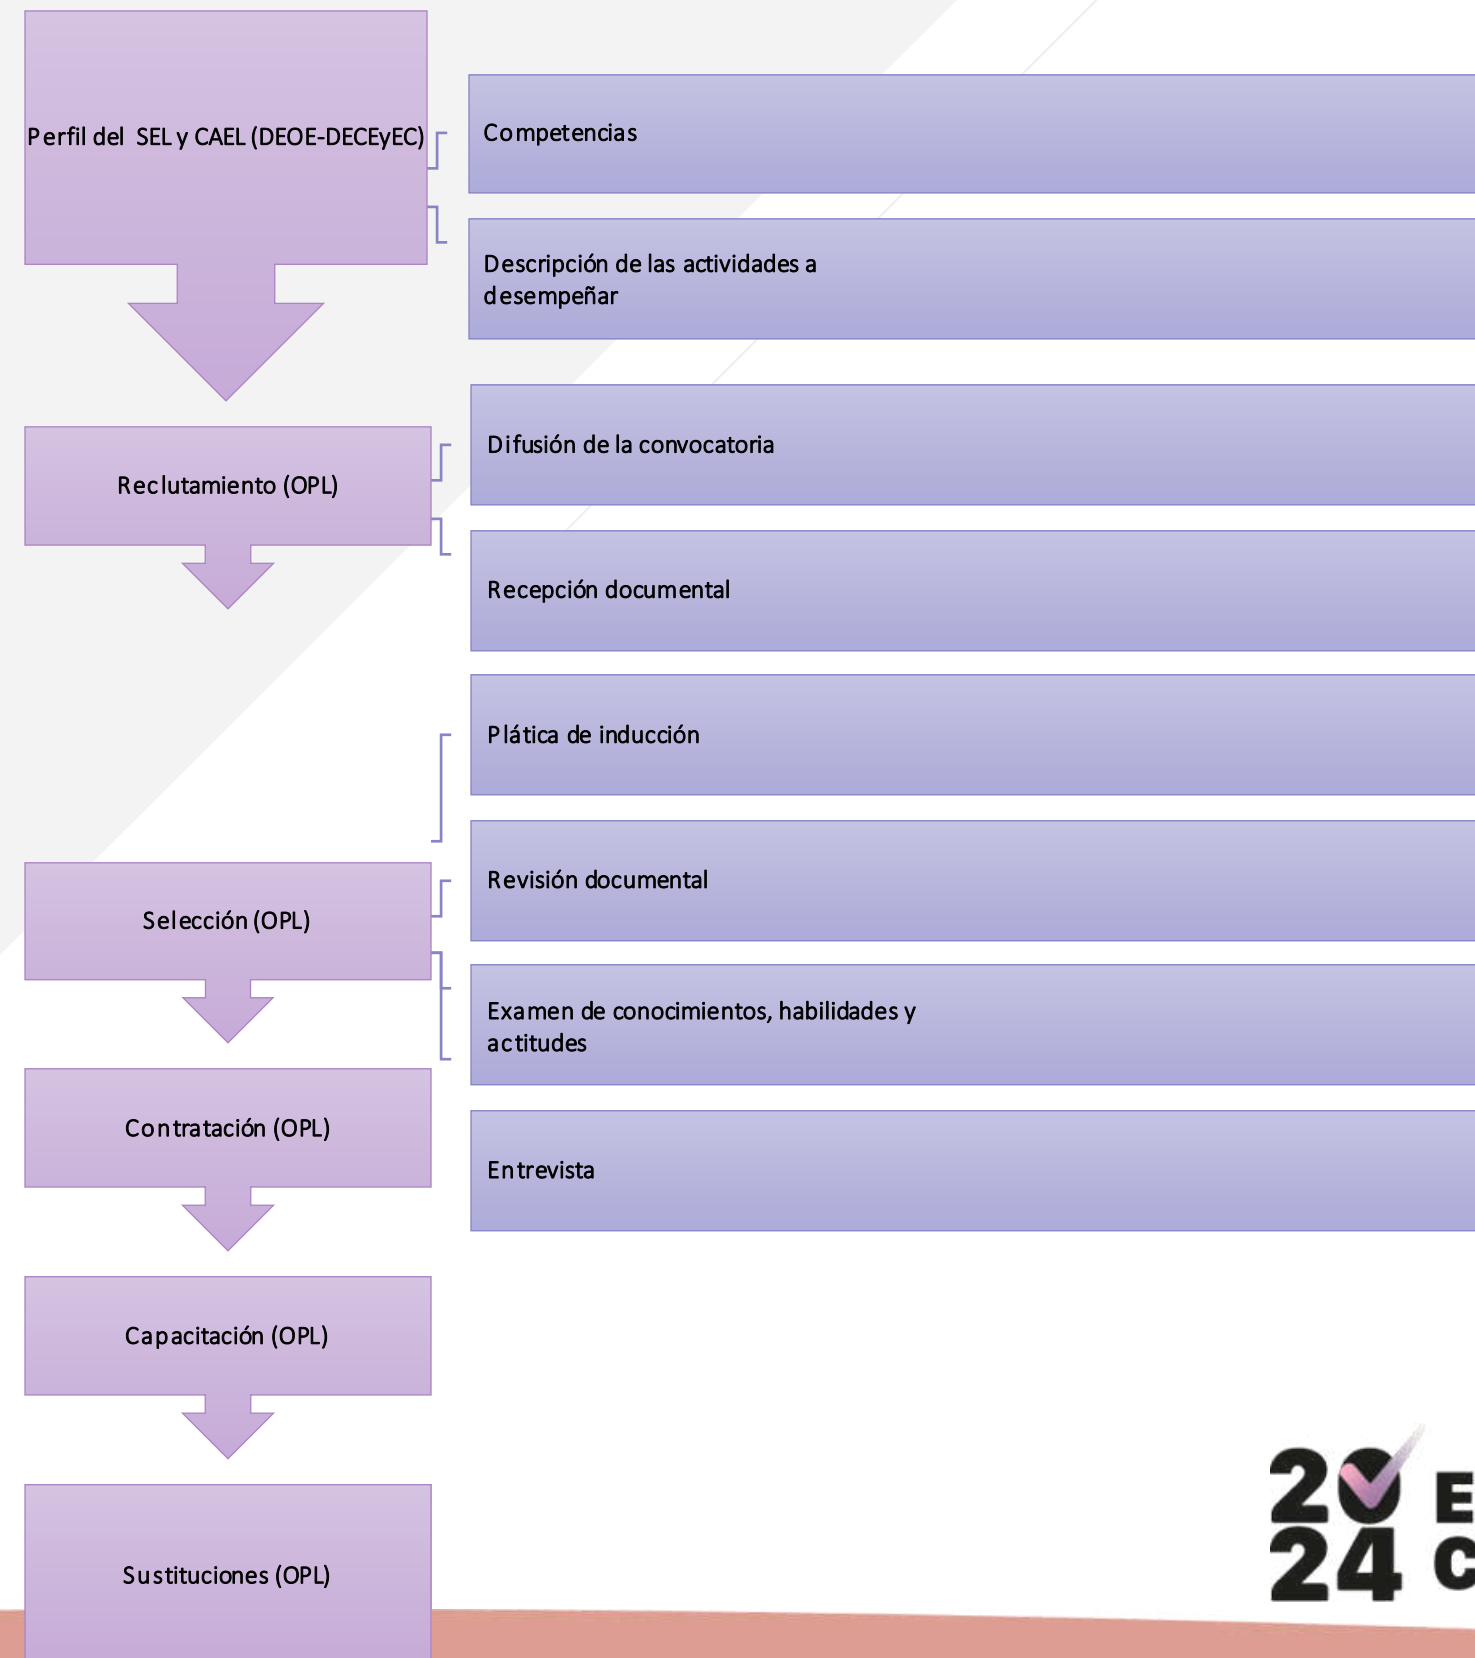 Perfil del SEL y CAEL (DEOE-DECEyEC)
Competencias
Descripción de las actividades a
desempeñar
Reclutamiento (OPL)
Difusión de la convocatoria
Recepción documental
Selección (OPL)
Plática de inducción
Revisión documental
Examen de conocimientos, habilidades y
actitudes
Entrevista
Contratación (OPL)
Capacitación (OPL)
Sustituciones (OPL)
20 E
24 C